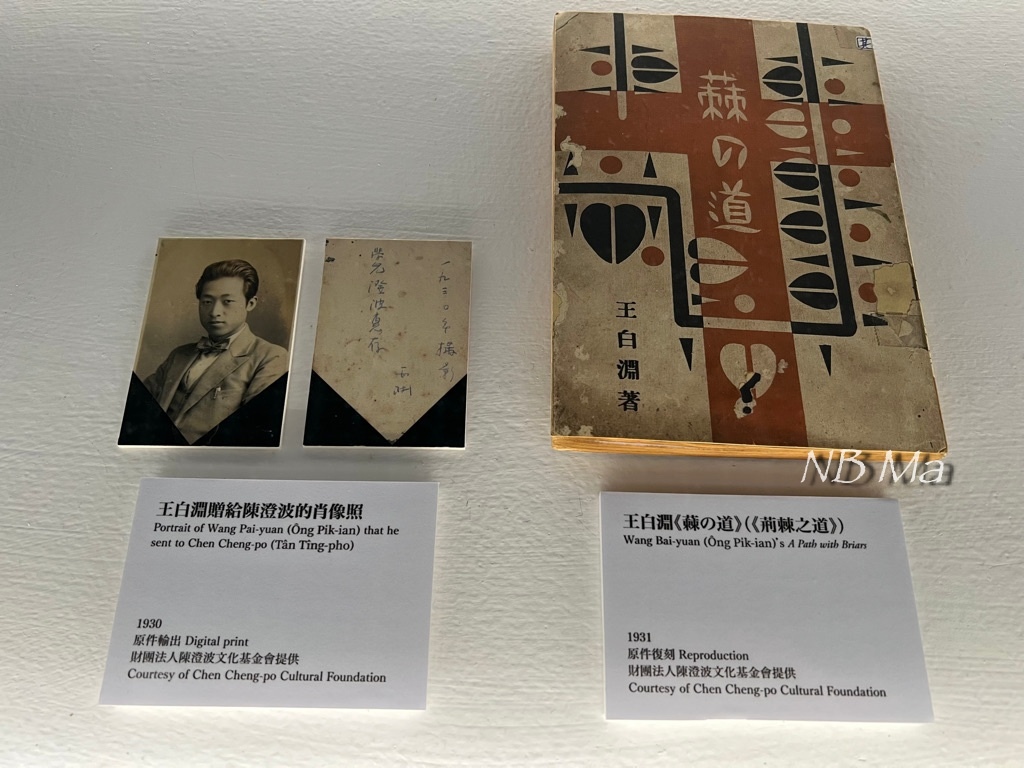 蕀の道
王白淵著
一九三〇年撮影
學兄澄波惠存
白淵
NB Ma
王白淵贈給陳澄波的肖像照
Portrait of Wang Pai-yuan (Ông Pi̍k-ian) that he
sent to Chen Cheng-po (Tân Tîng-pho)
1930
原件輸出 Digital print
財團法人陳澄波文化基金會提供
Courtesy of Chen Cheng-po Cultural Foundation
王白淵《蕀の道》(《荊棘之道》)
Wang Bai-yuan (Ông Pi̍k-ian)'s A Path with Briars
1931
原件復刻 Reproduction
財團法人陳澄波文化基金會提供
Courtesy of Chen Cheng-po Cultural Foundation